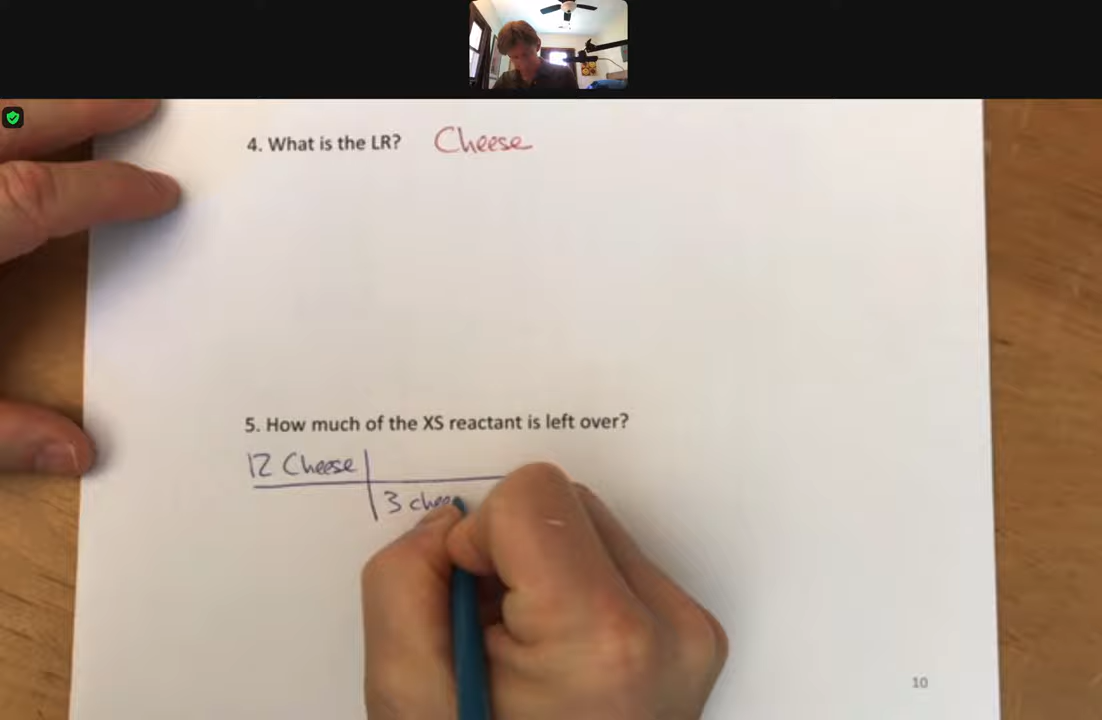 4. What is the LR? Cheese
5. How much of the XS reactant is left over?
12 Cheese
3
10